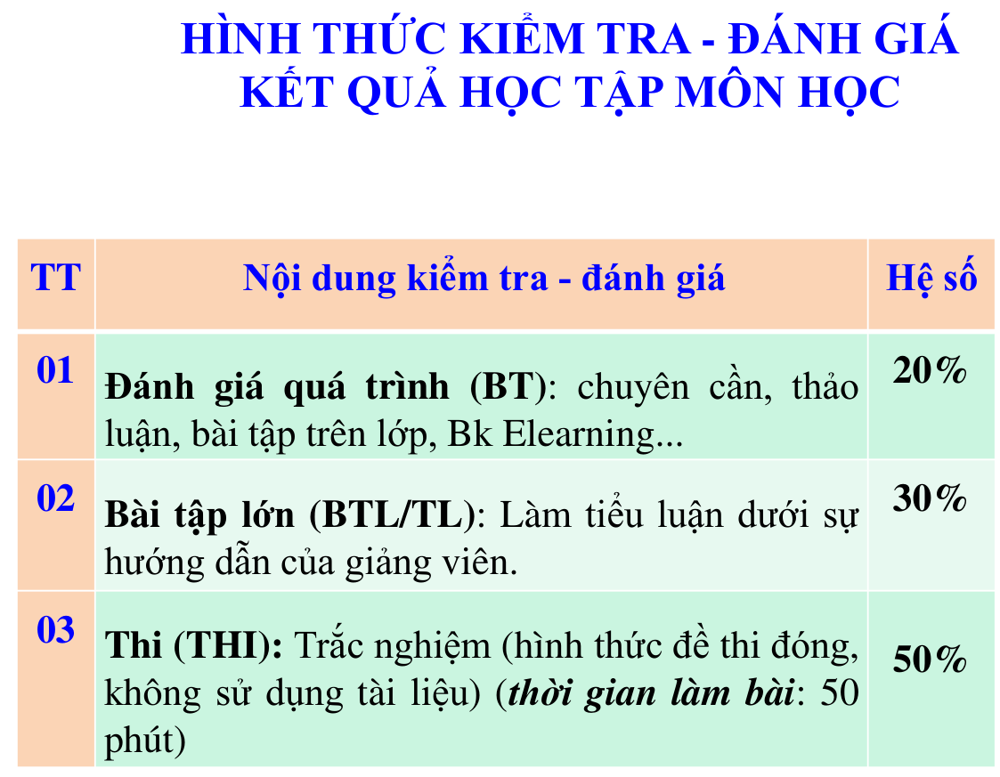 HÌNH THỨC KIỂM TRA - ĐÁNH GIÁ
KẾT QUẢ HỌC TẬP MÔN HỌC
TT
Nội dung kiểm tra - đánh giá
Hệ số
01
Đánh giá quá trình (BT): chuyên cần, thảo
luận, bài tập trên lớp, Bk Elearning...
20%
02
Bài tập lớn (BTL/TL): Làm tiểu luận dưới sự
hướng dẫn của giảng viên.
30%
03
Thi (THI): Trắc nghiệm (hình thức đề thi đóng,
không sử dụng tài liệu) (thời gian làm bài: 50
phút)
50%